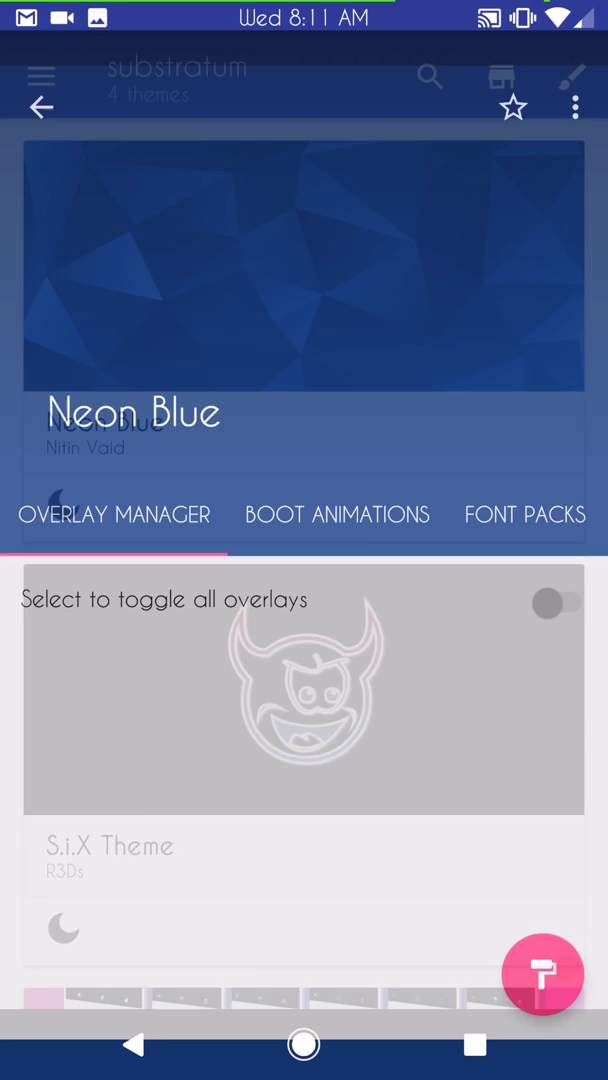 Wed 8:11 AM
substratum
4 themes
Neon Blue
Neon Blue
Nitin Vaid
OVERLAY MANAGER
BOOT ANIMATIONS
FONT PACKS
Select to toggle all overlays
S.i.X Theme
R3Ds